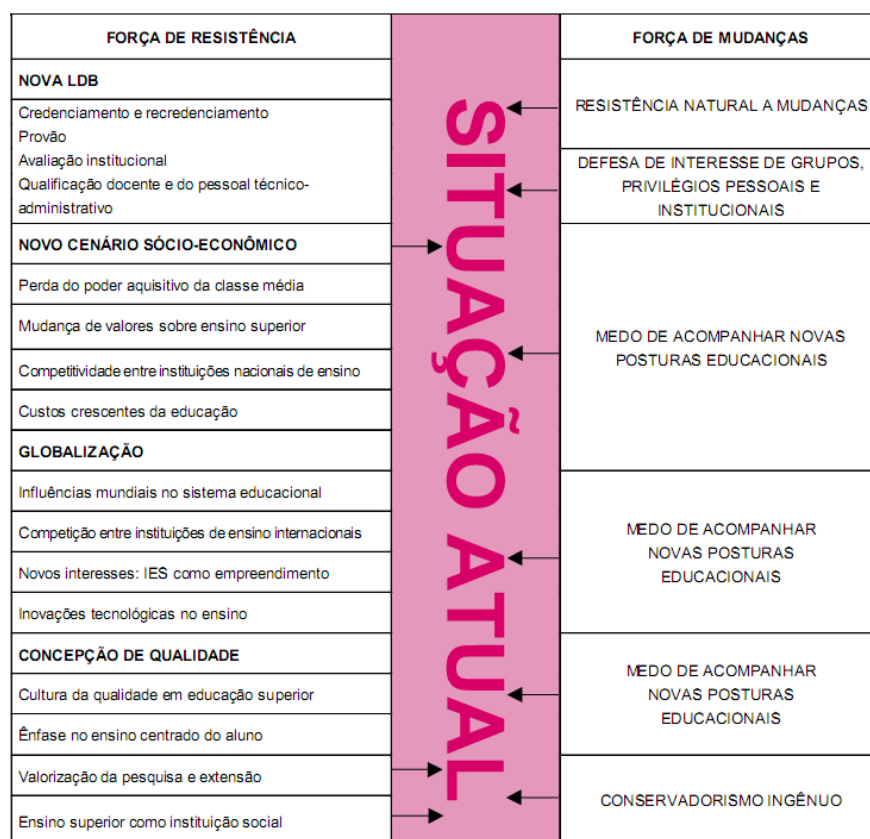 FORÇA DE RESISTÊNCIA
NOVA LDB
Credenciamento e recredenciamento
Provão
Avaliação institucional
Qualificação docente e do pessoal técnico-
administrativo
NOVO CENÁRIO SÓCIO-ECONÔMICO
Perda do poder aquisitivo da classe média
Mudança de valores sobre ensino superior
Competitividade entre instituições nacionais de ensino
Custos crescentes da educação
GLOBALIZAÇÃO
Influências mundiais no sistema educacional
Competição entre instituições de ensino internacionais
Novos interesses: IES como empreendimento
Inovações tecnológicas no ensino
CONCEPÇÃO DE QUALIDADE
Cultura da qualidade em educação superior
Ênfase no ensino centrado do aluno
Valorização da pesquisa e extensão
Ensino superior como instituição social
SITUAÇÃO ATUAL
FORÇA DE MUDANÇAS
RESISTÊNCIA NATURAL A MUDANÇAS
DEFESA DE INTERESSE DE GRUPOS,
PRIVILÉGIOS PESSOAIS E
INSTITUCIONAIS
MEDO DE ACOMPANHAR NOVAS
POSTURAS EDUCACIONAIS
MEDO DE ACOMPANHAR
NOVAS POSTURAS
EDUCACIONAIS
MEDO DE ACOMPANHAR
NOVAS POSTURAS
EDUCACIONAIS
CONSERVADORISMO INGÊNUO